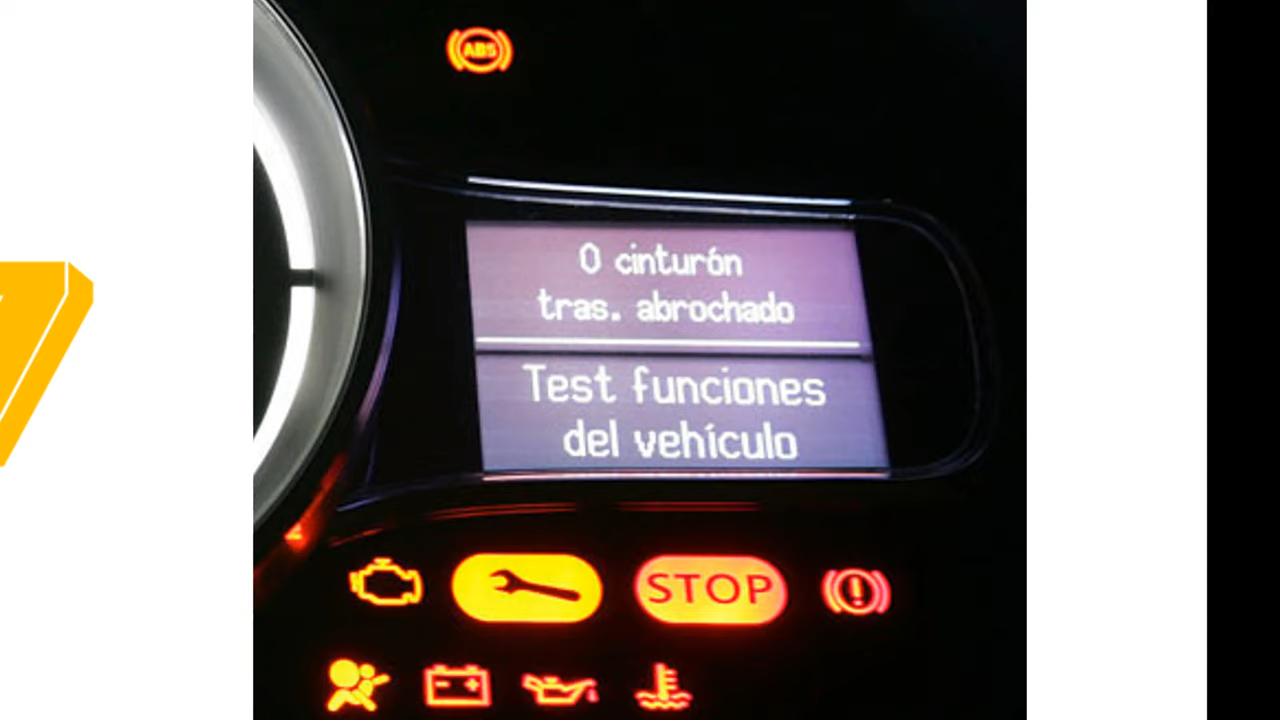 ABS
0 cinturón
tras. abrochado
Test funciones
del vehículo
STOP